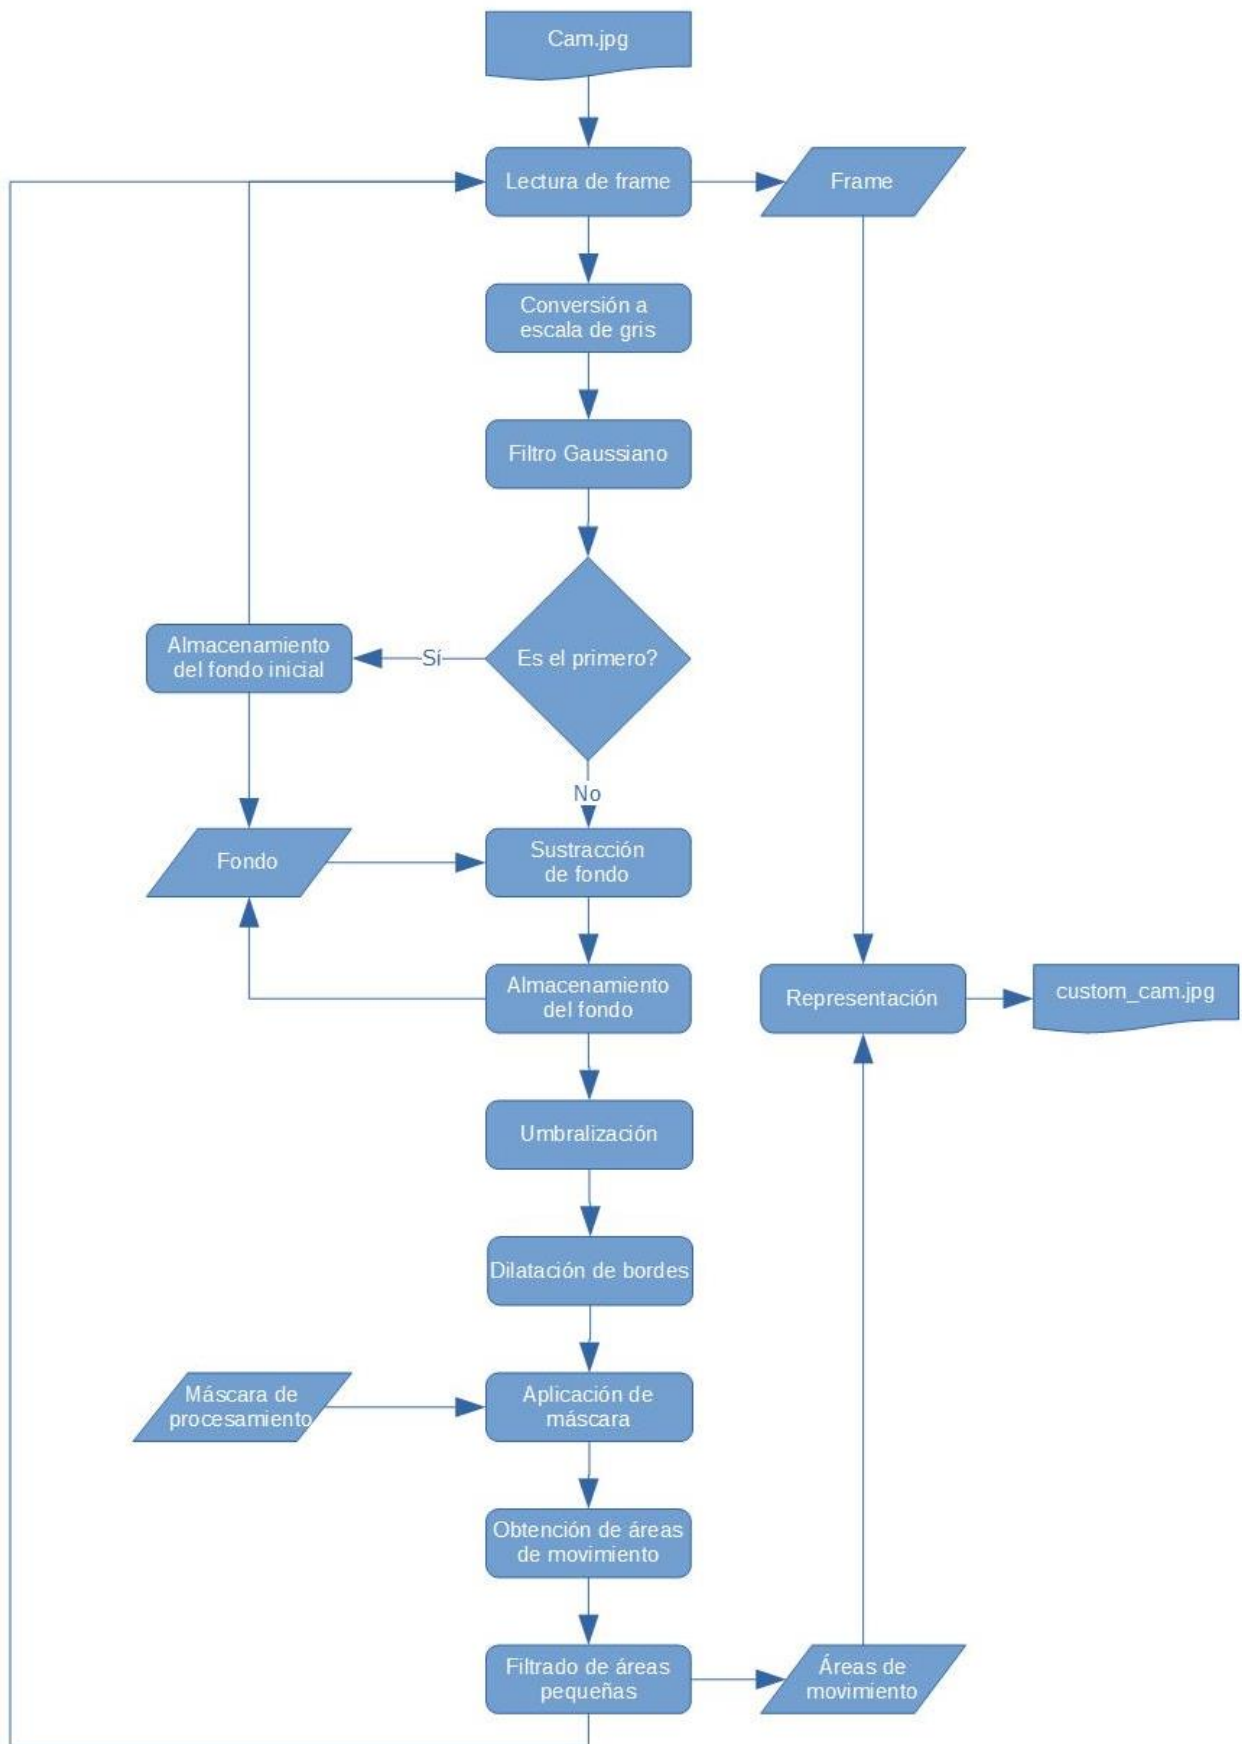 Cam.jpg
Lectura de frame
Frame
Conversión a
escala de gris
Filtro Gaussiano
Es el primero?
Sí
Almacenamiento
del fondo inicial
No
Fondo
Sustracción
de fondo
Almacenamiento
del fondo
Representación
custom_cam.jpg
Umbralización
Dilatación de bordes
Máscara de
procesamiento
Aplicación de
máscara
Obtención de áreas
de movimiento
Filtrado de áreas
pequeñas
Áreas de
movimiento